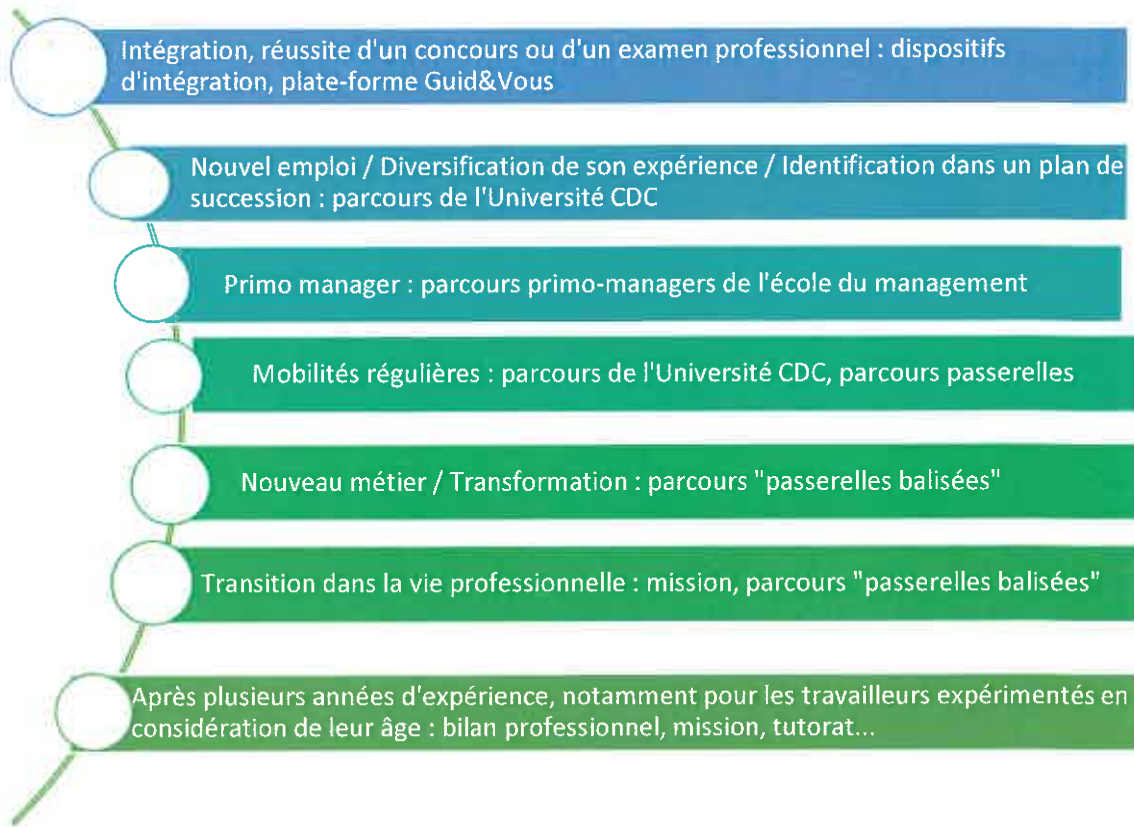 Intégration, réussite d'un concours ou d'un examen professionnel : dispositifs
d'intégration, plate-forme Guid&Vous
Nouvel emploi / Diversification de son expérience / Identification dans un plan de
succession : parcours de l'Université CDC
Primo manager : parcours primo-managers de l'école du management
Mobilités régulières : parcours de l'Université CDC, parcours passerelles
Nouveau métier / Transformation : parcours "passerelles balisées"
Transition dans la vie professionnelle : mission, parcours "passerelles balisées"
Après plusieurs années d'expérience, notamment pour les travailleurs expérimentés en
considération de leur âge : bilan professionnel, mission, tutorat...